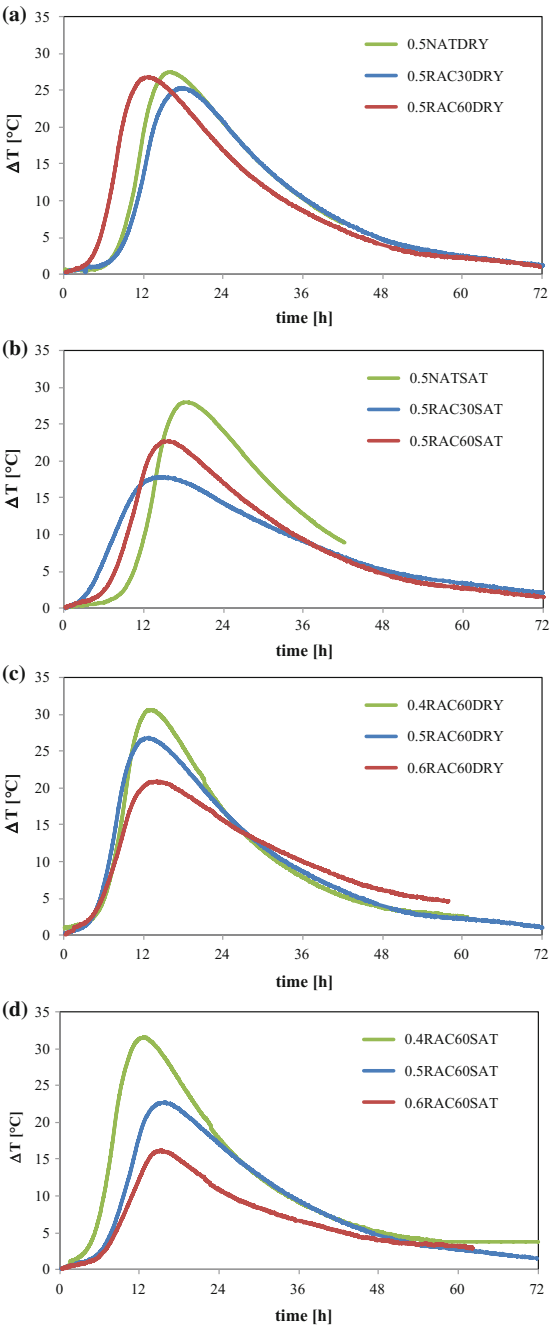 (a)
35
30
25
20
15
10
5
0
ΔT [°C]
0.5NATDRY
0.5RAC30DRY
0.5RAC60DRY
0 12 24 36 48 60 72
time [h]
(b)
35
30
25
20
15
10
5
0
ΔT [°C]
0.5NATSAT
0.5RAC30SAT
0.5RAC60SAT
0 12 24 36 48 60 72
time [h]
(c)
35
30
25
20
15
10
5
0
ΔT [°C]
0.4RAC60DRY
0.5RAC60DRY
0.6RAC60DRY
0 12 24 36 48 60 72
time [h]
(d)
35
30
25
20
15
10
5
0
ΔT [°C]
0.4RAC60SAT
0.5RAC60SAT
0.6RAC60SAT
0 12 24 36 48 60 72
time [h]